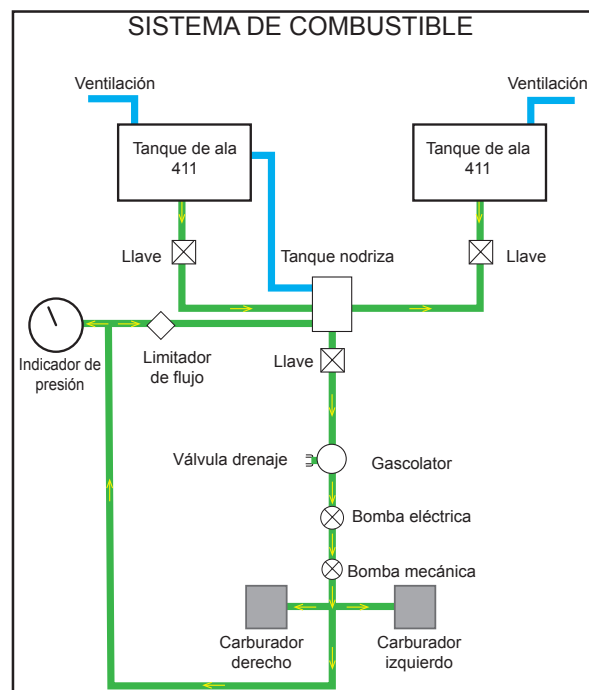 SISTEMA DE COMBUSTIBLE
Ventilación
Ventilación
Tanque de ala
411
Tanque de ala
411
Llave
Tanque nodriza
Llave
Indicador de
presión
Limitador
de flujo
Llave
Válvula drenaje
Gascolator
Bomba eléctrica
Bomba mecánica
Carburador
derecho
Carburador
izquierdo